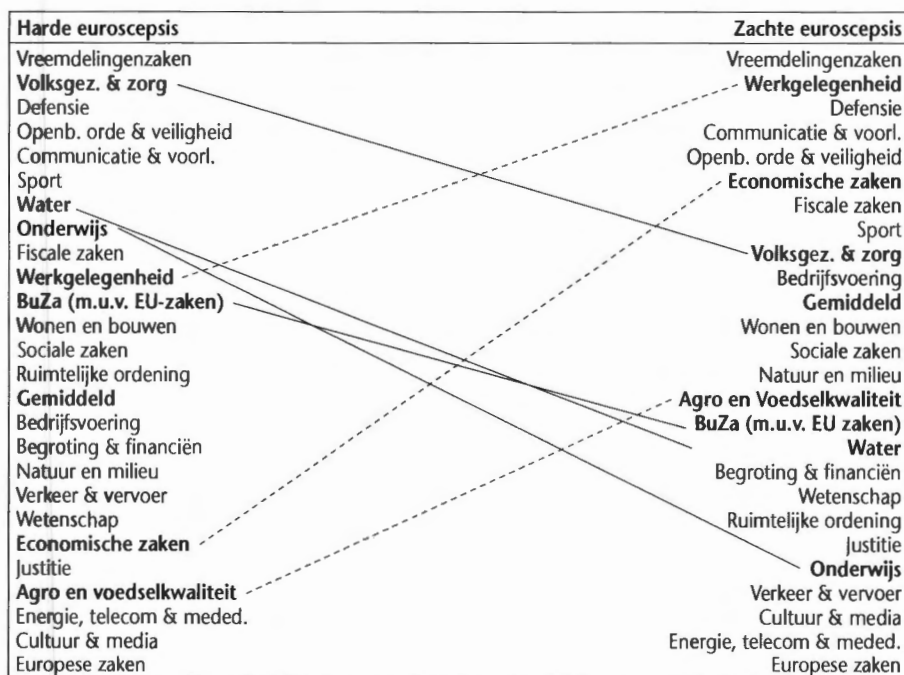 Harde euroscepsis Zachte euroscepsis
Vreemdelingenzaken Vreemdelingenzaken
Volksgez. & zorg Werkgelegenheid
Defensie Defensie
Openb. orde & veiligheid Communicatie & voorl.
Communicatie & voorl. Openb. orde & veiligheid
Sport Economische zaken
Water Fiscale zaken
Onderwijs Sport
Fiscale zaken Volksgez. & zorg
Werkgelegenheid Bedrijfsvoering
BuZa (m.u.v. EU-zaken) Gemiddeld
Wonen en bouwen Wonen en bouwen
Sociale zaken Sociale zaken
Ruimtelijke ordening Natuur en milieu
Gemiddeld Agro en Voedselkwaliteit
Bedrijfsvoering BuZa (m.u.v. EU zaken)
Begroting & financiën Water
Natuur en milieu Begroting & financiën
Verkeer & vervoer Wetenschap
Wetenschap Ruimtelijke ordening
Economische zaken Justitie
Justitie Onderwijs
Agro en voedselkwaliteit Verkeer & vervoer
Energie, telecom & meded. Cultuur & media
Cultuur & media Energie, telecom & meded.
Europese zaken Europese zaken